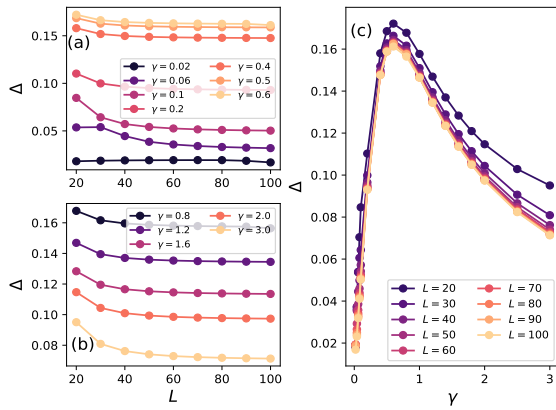 (a)
0.15
0.10
0.05
Δ
γ = 0.02
γ = 0.06
γ = 0.1
γ = 0.2
γ = 0.4
γ = 0.5
γ = 0.6
20 40 60 80 100
(b)
0.16
0.14
0.12
0.10
0.08
Δ
γ = 0.8
γ = 1.2
γ = 1.6
γ = 2.0
γ = 3.0
20 40 60 80 100
L
(c)
0.16
0.14
0.12
0.10
0.08
0.06
0.04
0.02
Δ
L = 20
L = 30
L = 40
L = 50
L = 60
L = 70
L = 80
L = 90
L = 100
0 1 2 3
γ